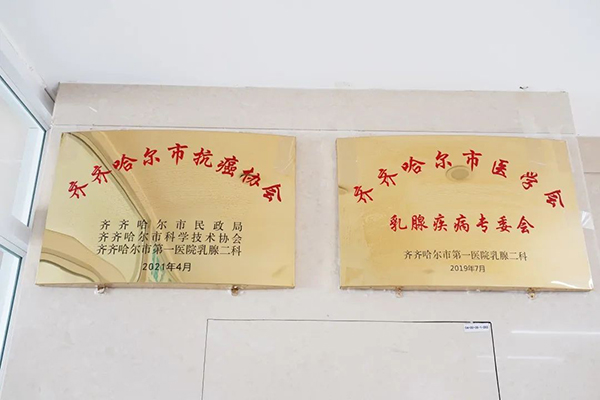 齐齐哈尔市抗癌协会
齐齐哈尔市民政局
齐齐哈尔市科学技术协会
齐齐哈尔市第一医院乳腺二科
2021年4月
齐齐哈尔市医学会
乳腺疾病专委会
齐齐哈尔市第一医院乳腺二科
2019年7月